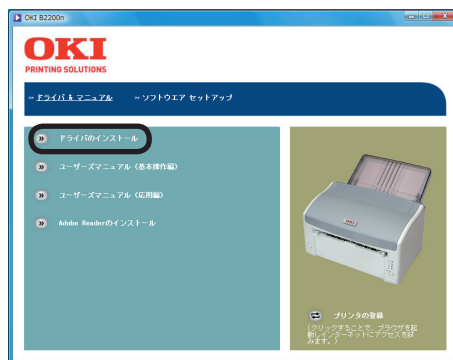 OKI B2200n
OKI
PRINTING SOLUTIONS
» ドライバ & マニュアル
» ソフトウエア セットアップ
» ドライバのインストール
» ユーザーズマニュアル（基本操作編）
» ユーザーズマニュアル（応用編）
» Adobe Readerのインストール
プリンタの登録
（クリックすることで、ブラウザを起
動しインターネットにアクセスを試
みます。）